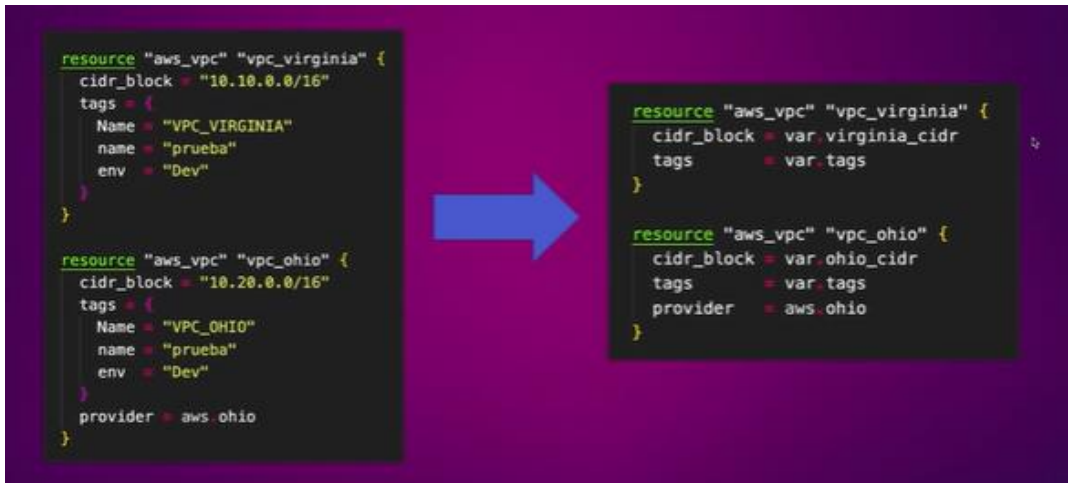 resource "aws_vpc" "vpc_virginia" {
cidr_block = "10.10.0.0/16"
tags = {
Name = "VPC_VIRGINIA"
name = "prueba"
env = "Dev"
}
}
resource "aws_vpc" "vpc_ohio" {
cidr_block = "10.20.0.0/16"
tags = {
Name = "VPC_OHIO"
name = "prueba"
env = "Dev"
}
provider = aws.ohio
}
resource "aws_vpc" "vpc_virginia" {
cidr_block = var.virginia_cidr
tags = var.tags
}
resource "aws_vpc" "vpc_ohio" {
cidr_block = var.ohio_cidr
tags = var.tags
provider = aws.ohio
}